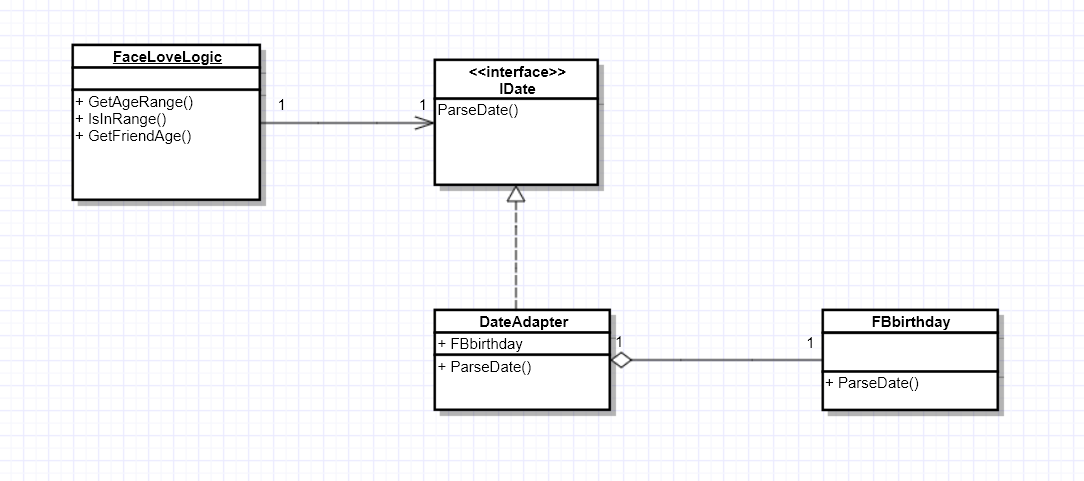 FaceLoveLogic
+ GetAgeRange()
+ IsInRange()
+ GetFriendAge()
1
1
<<interface>>
IDate
ParseDate()
DateAdapter
+ FBbirthday
+ ParseDate()
1
1
FBbirthday
+ ParseDate()